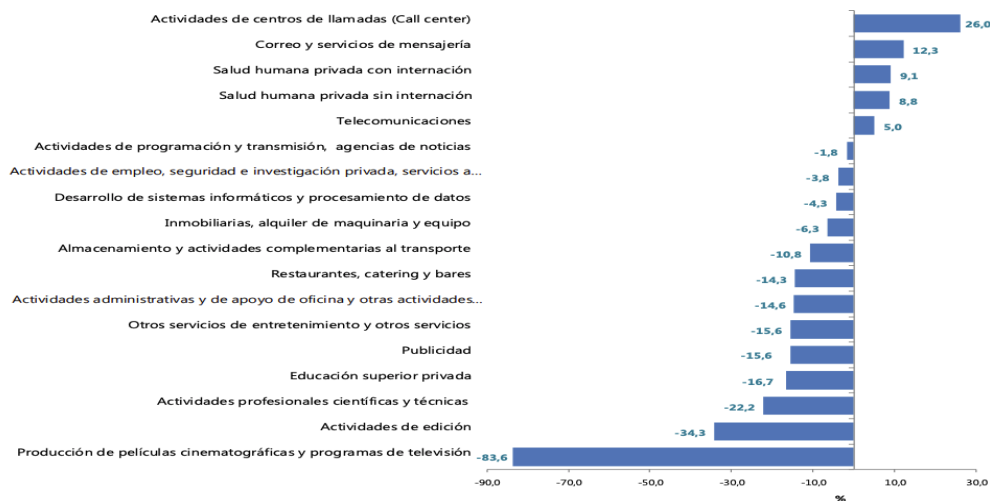 Actividades de centros de llamadas (Call center) 26,0
Correo y servicios de mensajería 12,3
Salud humana privada con internación 9,1
Salud humana privada sin internación 8,8
Telecomunicaciones 5,0
Actividades de programación y transmisión, agencias de noticias -1,8
Actividades de empleo, seguridad e investigación privada, servicios a... -3,8
Desarrollo de sistemas informáticos y procesamiento de datos -4,3
Inmobiliarias, alquiler de maquinaria y equipo -6,3
Almacenamiento y actividades complementarias al transporte -10,8
Restaurantes, catering y bares -14,3
Actividades administrativas y de apoyo de oficina y otras actividades... -14,6
Otros servicios de entretenimiento y otros servicios -15,6
Publicidad -15,6
Educación superior privada -16,7
Actividades profesionales científicas y técnicas -22,2
Actividades de edición -34,3
Producción de películas cinematográficas y programas de televisión -83,6
-90,0 -70,0 -50,0 -30,0 -10,0 10,0 30,0
%